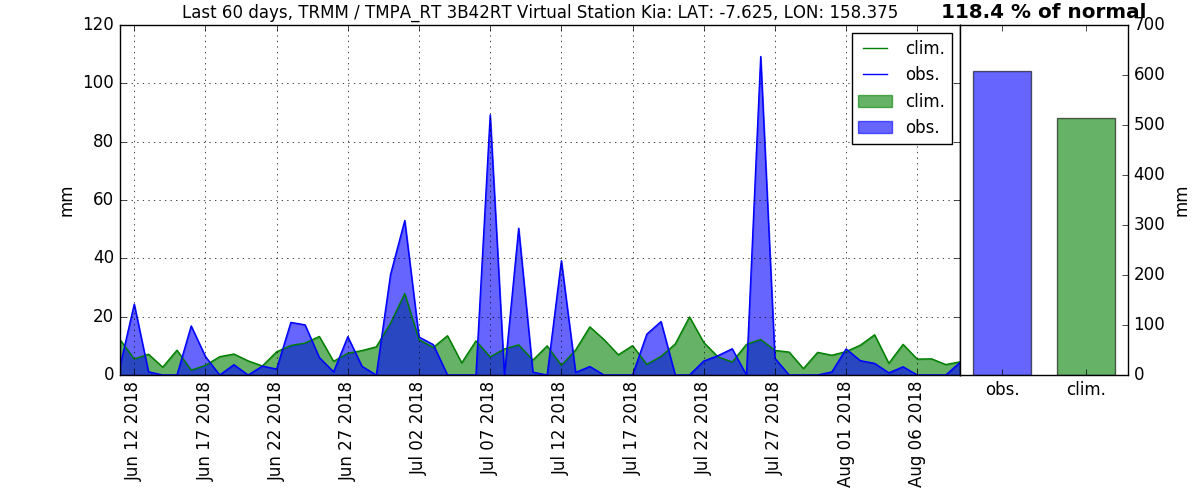 Last 60 days, TRMM / TMPA_RT 3B42RT Virtual Station Kia: LAT: -7.625, LON: 158.375
118.4 % of normal
120
100
80
60
40
20
0
mm
clim.
obs.
clim.
obs.
700
600
500
400
300
200
100
0
mm
obs.
clim.
Jun 12 2018
Jun 17 2018
Jun 22 2018
Jun 27 2018
Jul 02 2018
Jul 07 2018
Jul 12 2018
Jul 17 2018
Jul 22 2018
Jul 27 2018
Aug 01 2018
Aug 06 2018